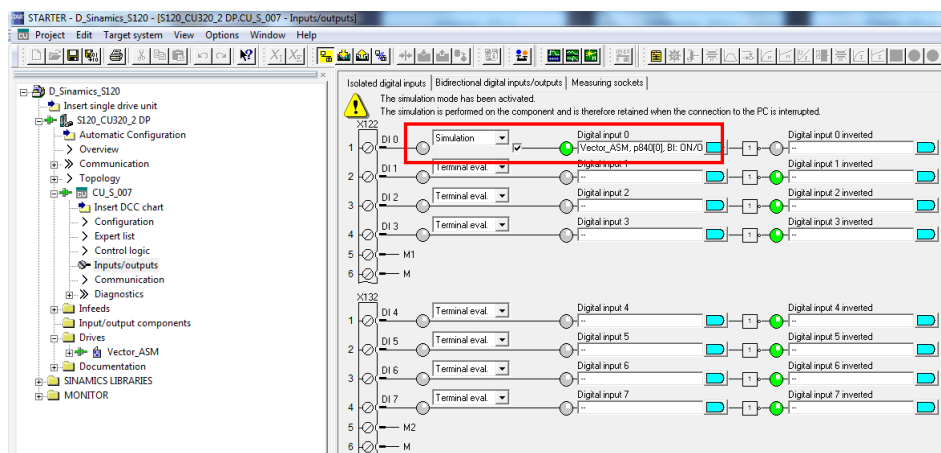 STARTER - D_Sinamics_S120 - [S120_CU320_2 DP.CU_S_007 - Inputs/outputs]
Project Edit Target system View Options Window Help
D_Sinamics_S120
Insert single drive unit
S120_CU320_2 DP
Automatic Configuration
Overview
Communication
Topology
CU_S_007
Insert DCC chart
Configuration
Expert list
Control logic
Inputs/outputs
Communication
Diagnostics
Infeeds
Input/output components
Drives
Vector_ASM
Documentation
SINAMICS LIBRARIES
MONITOR
Isolated digital inputs Bidirectional digital inputs/outputs Measuring sockets
The simulation mode has been activated.
The simulation is performed on the component and is therefore retained when the connection to the PC is interrupted.
X122
Digital input 0 Digital input 0 inverted
1 DI 0 Simulation Vector_ASM, p840[0], BI: ON/O 1 --
Digital input 1 Digital input 1 inverted
2 DI 1 Terminal eval. -- 1 --
Digital input 2 Digital input 2 inverted
3 DI 2 Terminal eval. -- 1 --
Digital input 3 Digital input 3 inverted
4 DI 3 Terminal eval. -- 1 --
5 M1
6 M
X132
Digital input 4 Digital input 4 inverted
1 DI 4 Terminal eval. -- 1 --
Digital input 5 Digital input 5 inverted
2 DI 5 Terminal eval. -- 1 --
Digital input 6 Digital input 6 inverted
3 DI 6 Terminal eval. -- 1 --
Digital input 7 Digital input 7 inverted
4 DI 7 Terminal eval. -- 1 --
5 M2
6 M